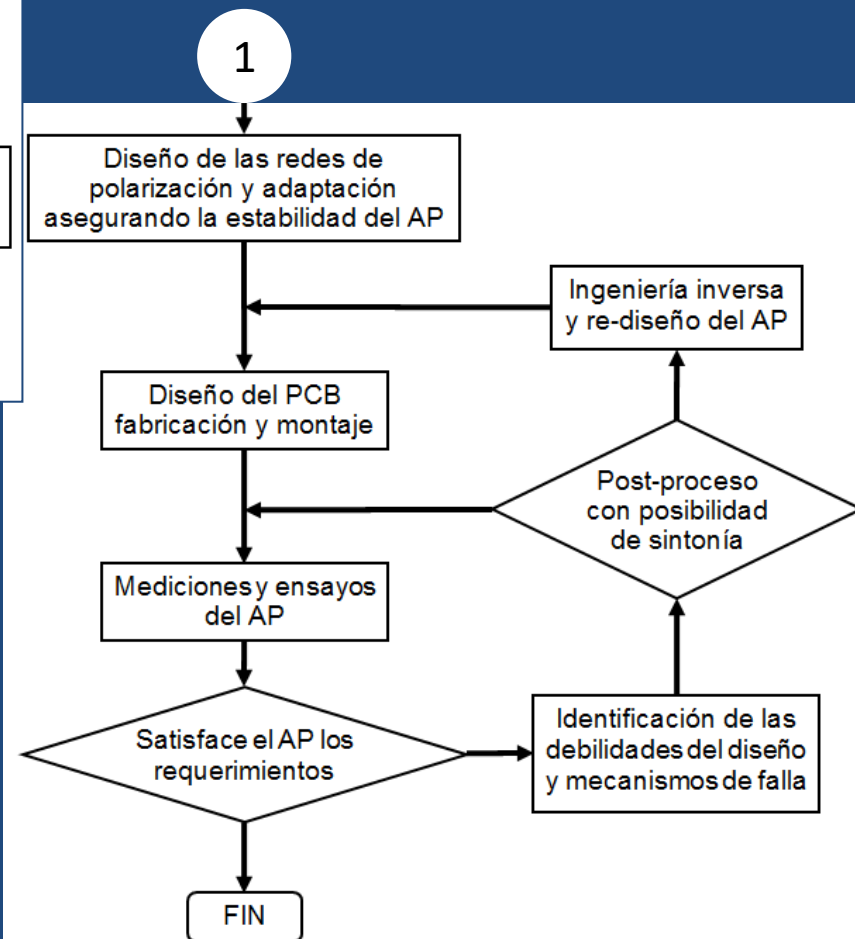 1
Diseño de las redes de
polarización y adaptación
asegurando la estabilidad del AP
Ingeniería inversa
y re-diseño del AP
Diseño del PCB
fabricación y montaje
Post-proceso
con posibilidad
de sintonía
Mediciones y ensayos
del AP
Satisface el AP los
requerimientos
Identificación de las
debilidades del diseño
y mecanismos de falla
FIN